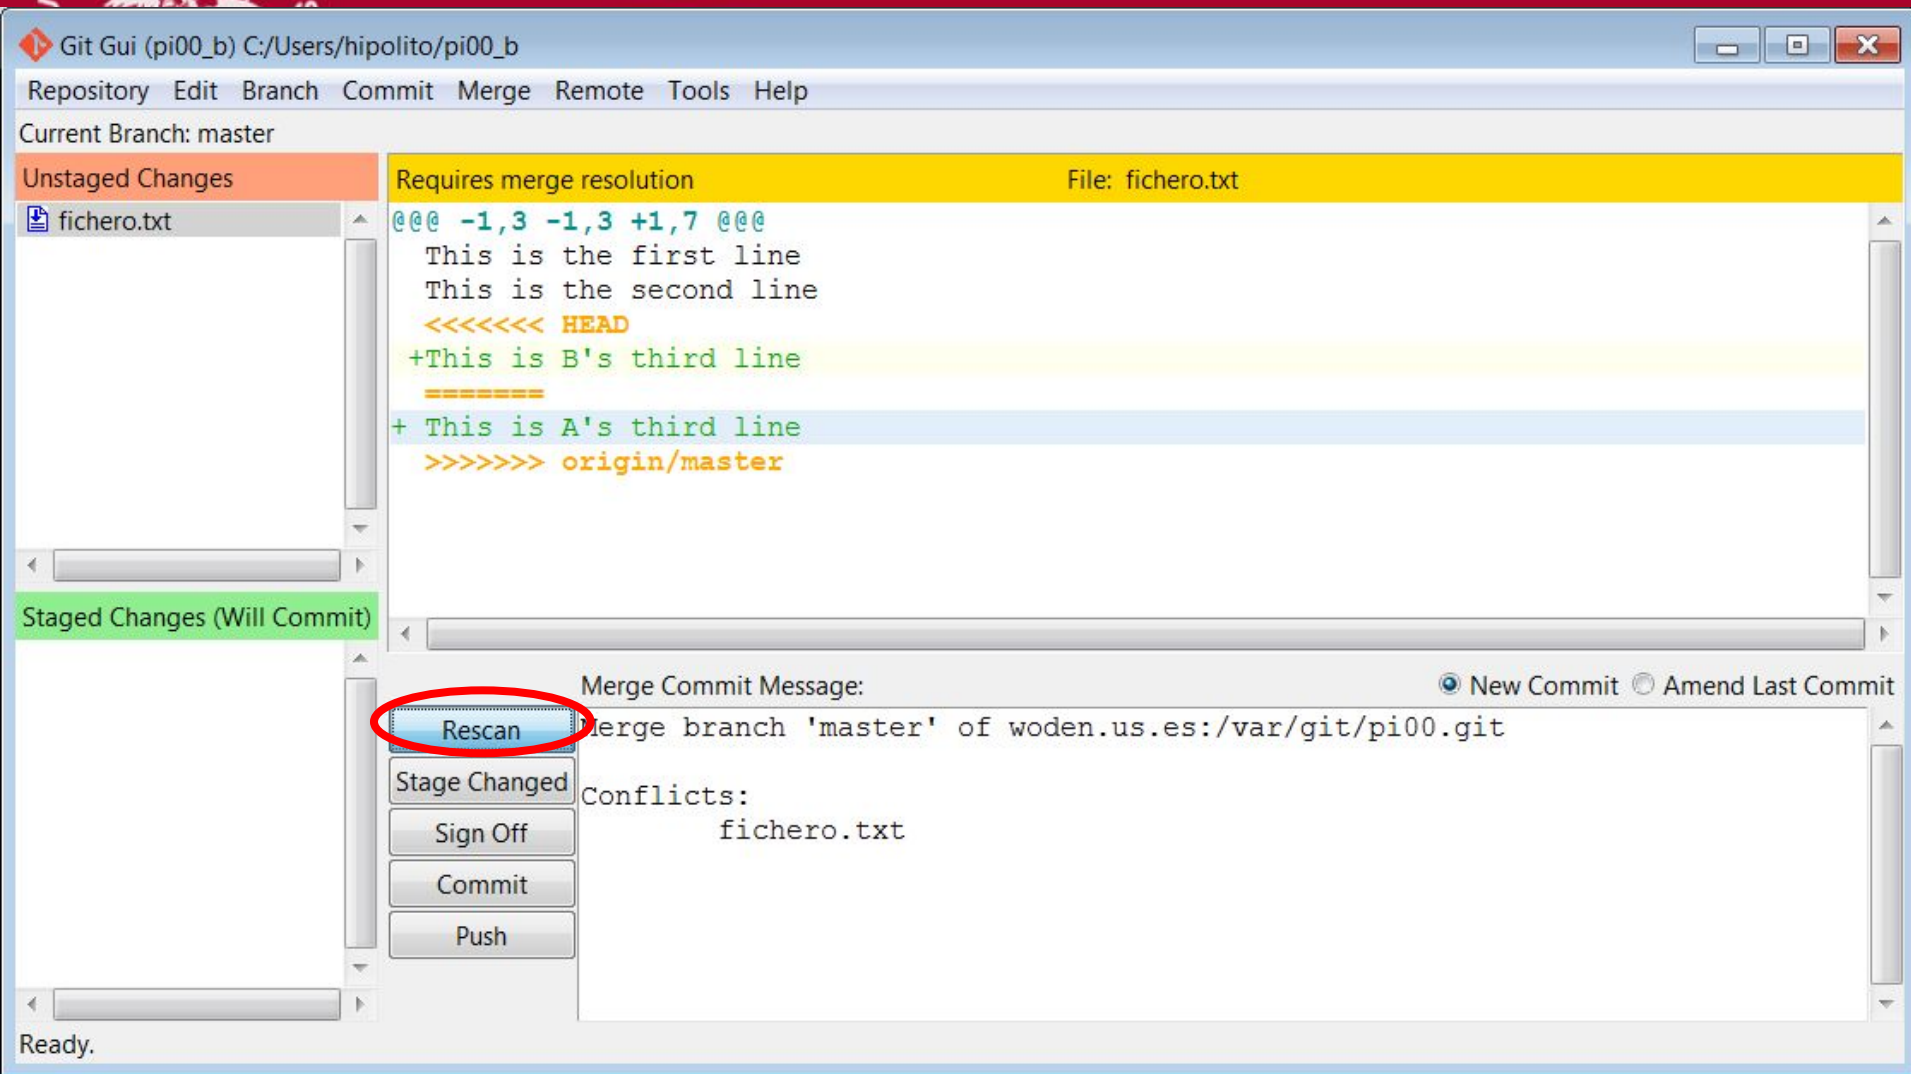 Git Gui (pi00_b) C:/Users/hipolito/pi00_b
Repository Edit Branch Commit Merge Remote Tools Help
Current Branch: master
Unstaged Changes
fichero.txt
Requires merge resolution File: fichero.txt
@@@ -1,3 -1,3 +1,7 @@@
This is the first line
This is the second line
<<<<<<< HEAD
+This is B's third line
=======
+ This is A's third line
>>>>>>> origin/master
Staged Changes (Will Commit)
Merge Commit Message: New Commit Amend Last Commit
Rescan
Stage Changed
Sign Off
Commit
Push
Merge branch 'master' of woden.us.es:/var/git/pi00.git
Conflicts:
fichero.txt
Ready.